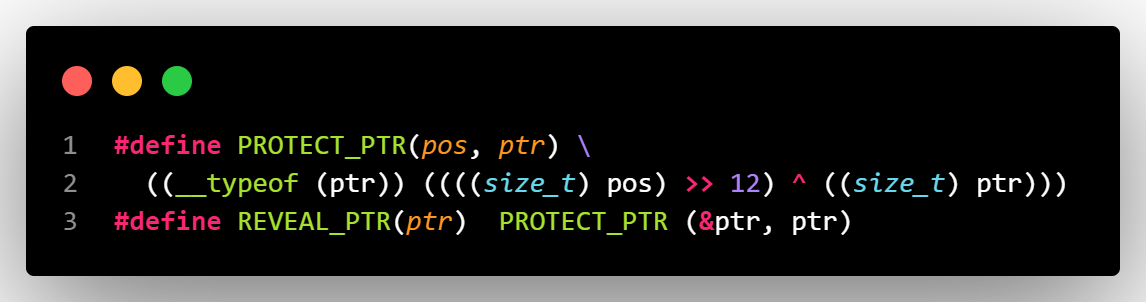 1 #define PROTECT_PTR(pos, ptr) \
2   ((__typeof (ptr)) ((((size_t) pos) >> 12) ^ ((size_t) ptr)))
3 #define REVEAL_PTR(ptr)  PROTECT_PTR (&ptr, ptr)